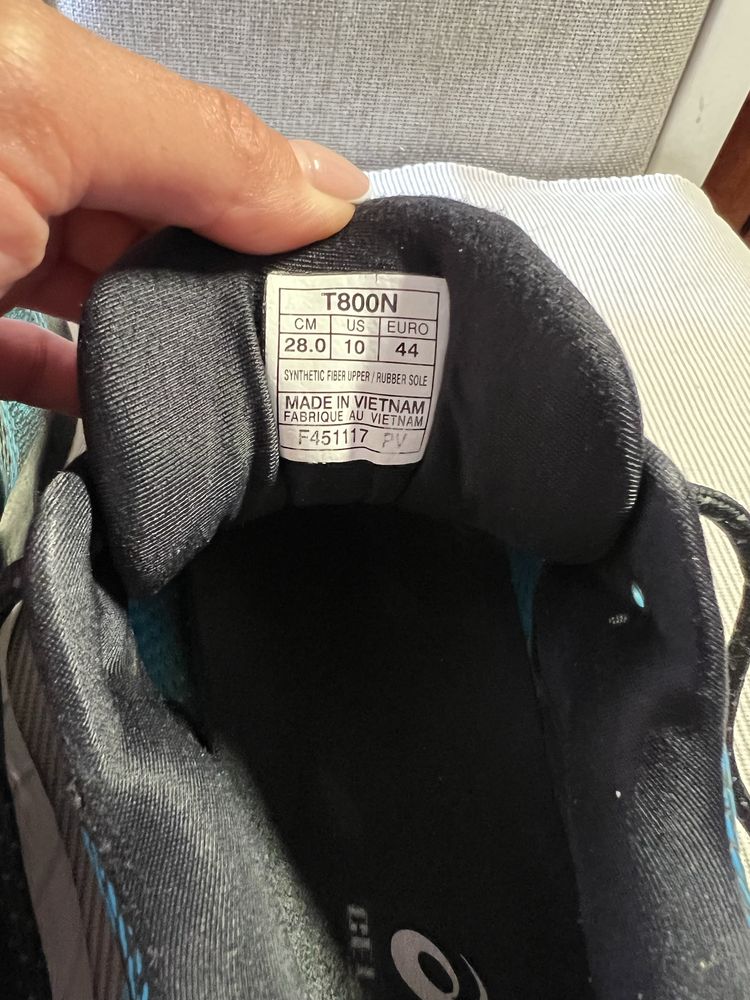 T800N
CM US EURO
28.0 10 44
SYNTHETIC FIBER UPPER / RUBBER SOLE
MADE IN VIETNAM
FABRIQUE AU VIETNAM
F451117 PV